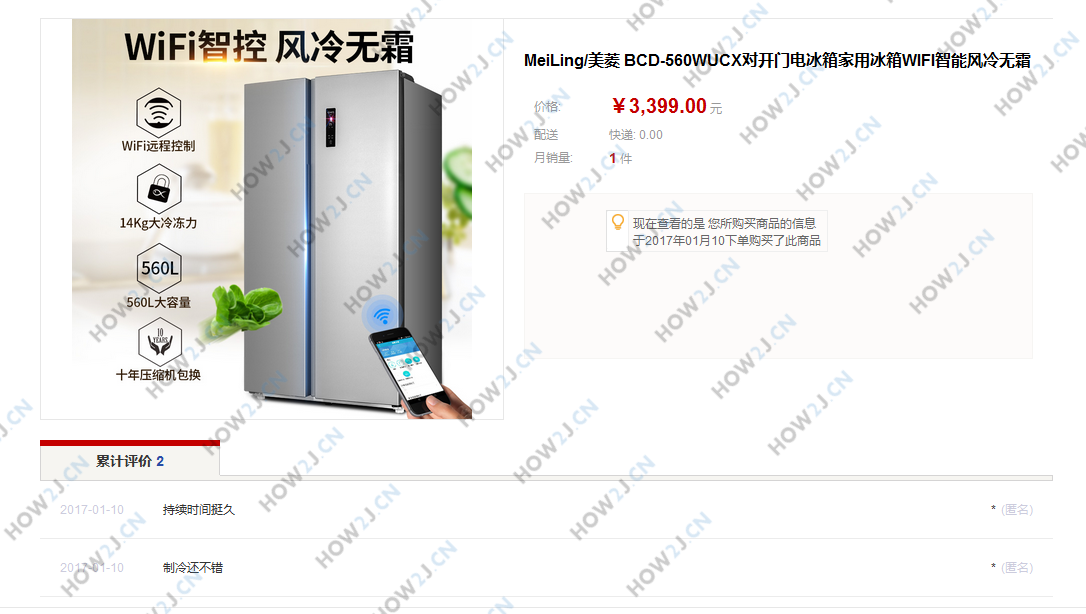 WiFi智控 风冷无霜
WiFi远程控制
14Kg大冷冻力
560L
560L大容量
10
YEARS
十年压缩机包换
MeiLing/美菱 BCD-560WUCX对开门电冰箱家用冰箱WIFI智能风冷无霜
价格: ￥3,399.00 元
配送 快递: 0.00
月销量: 1 件
现在查看的是 您所购买商品的信息
于2017年01月10下单购买了此商品
累计评价 2
2017-01-10 持续时间挺久 * (匿名)
2017-01-10 制冷还不错 * (匿名)
HOW2J.CN